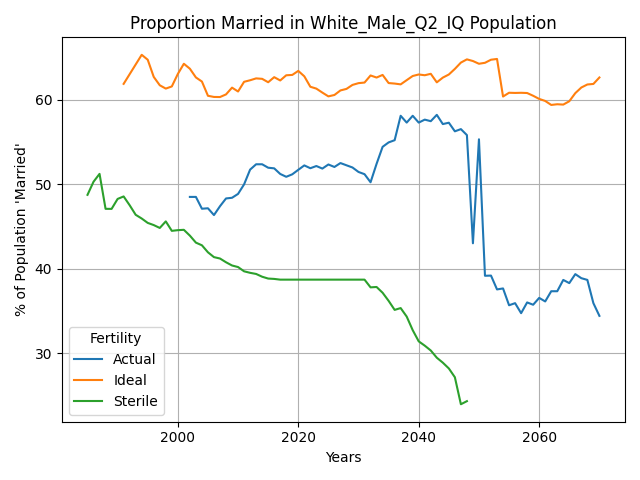 Proportion Married in White_Male_Q2_IQ Population
% of Population 'Married'
60
50
40
30
Fertility
Actual
Ideal
Sterile
2000
2020
2040
2060
Years